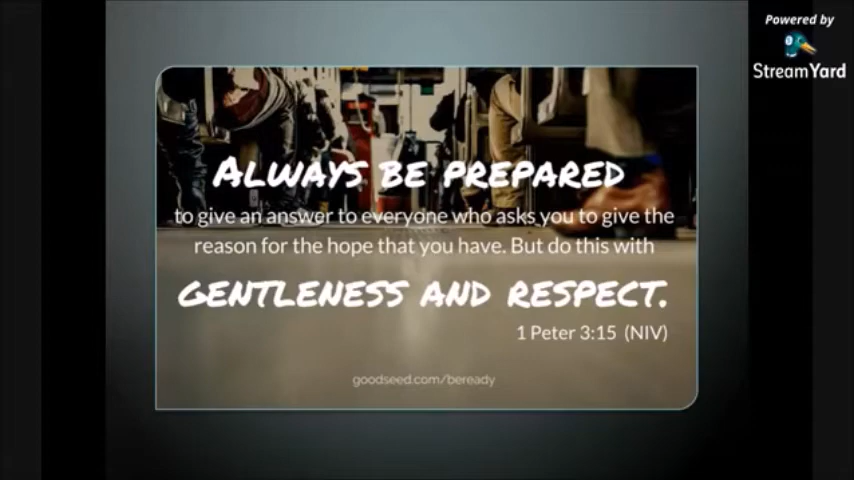 Powered by
StreamYard
ALWAYS BE PREPARED
to give an answer to everyone who asks you to give the
reason for the hope that you have. But do this with
GENTLENESS AND RESPECT.
1 Peter 3:15 (NIV)
goodseed.com/beready